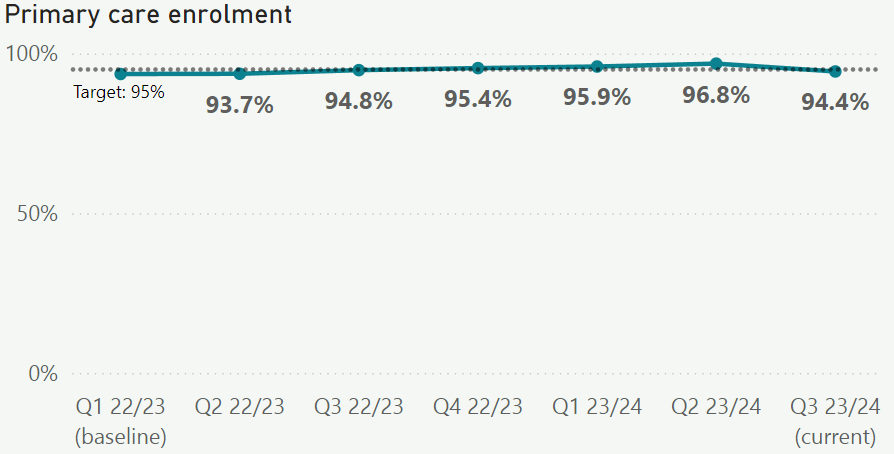 Primary care enrolment
100%
Target: 95%
93.7% 94.8% 95.4% 95.9% 96.8% 94.4%
50%
0%
Q1 22/23 Q2 22/23 Q3 22/23 Q4 22/23 Q1 23/24 Q2 23/24 Q3 23/24
(baseline) (current)